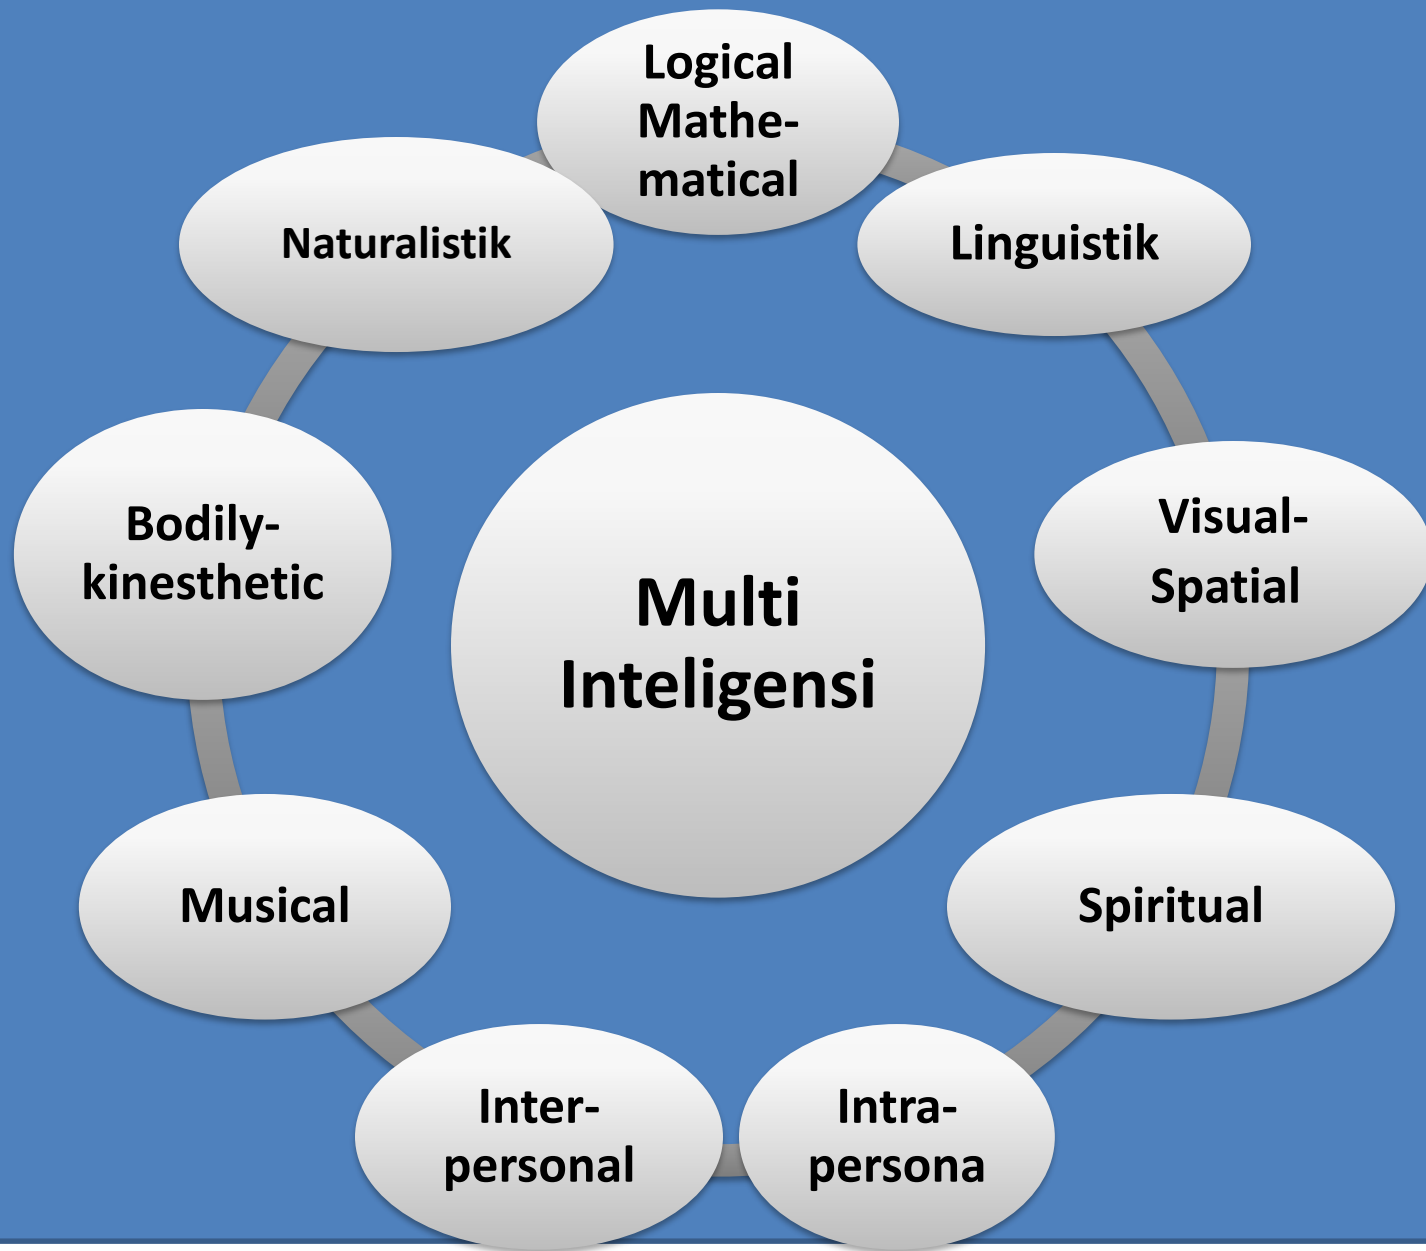 Logical
Mathe-
matical
Naturalistik
Linguistik
Bodily-
kinesthetic
Visual-
Spatial
Multi
Inteligensi
Musical
Spiritual
Inter-
personal
Intra-
persona